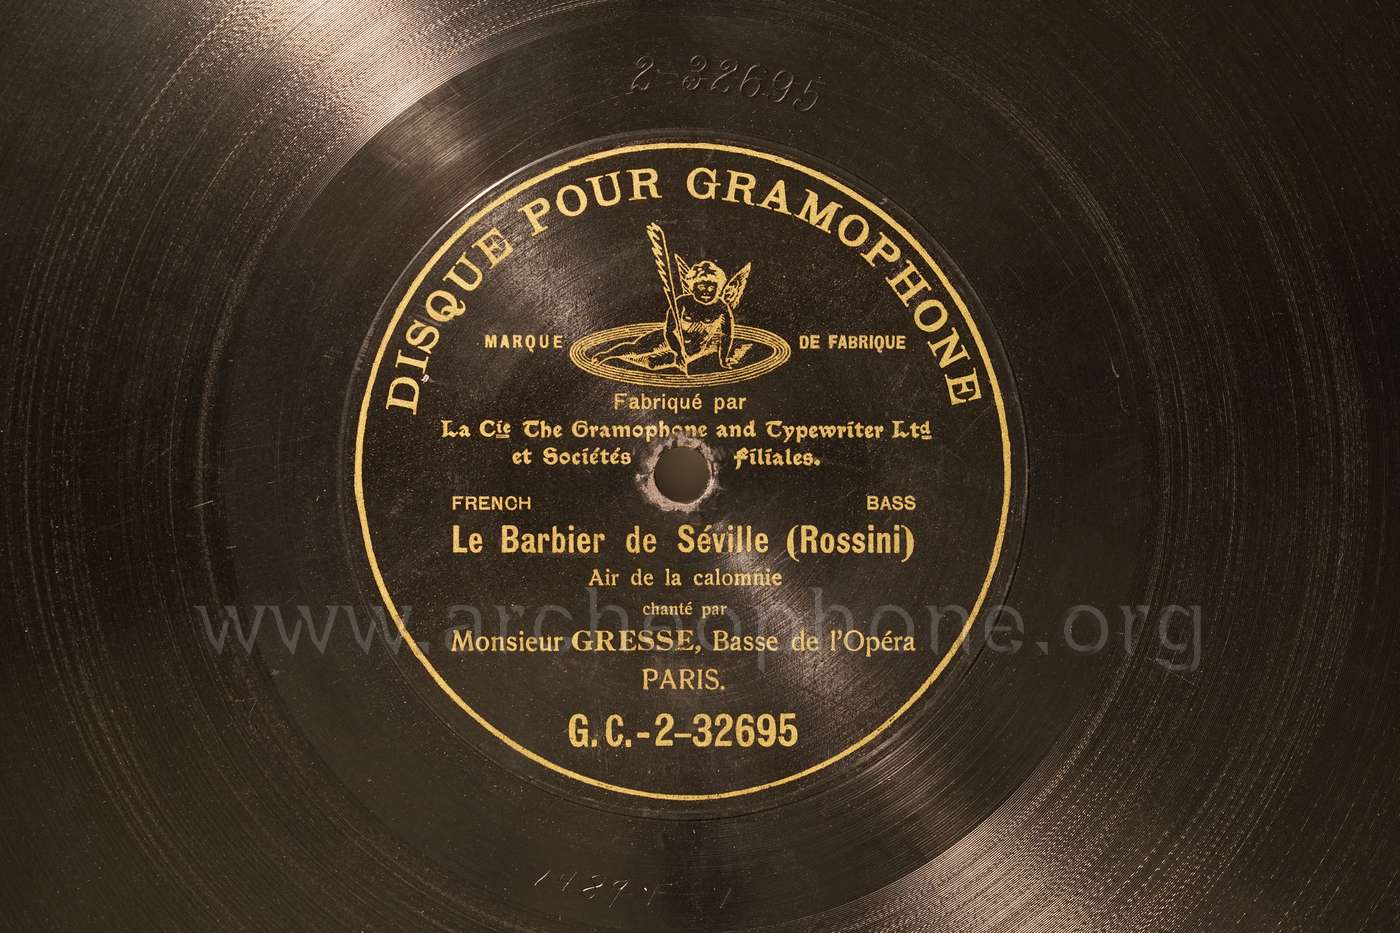 2-32695
DISQUE POUR GRAMOPHONE
MARQUE DE FABRIQUE
Fabriqué par
La Cie The Gramophone and Typewriter Ltd
et Sociétés filiales.
FRENCH BASS
Le Barbier de Séville (Rossini)
Air de la calomnie
chanté par
www.archeophone.org
Monsieur GRESSE, Basse de l'Opéra
PARIS.
G.C.-2-32695